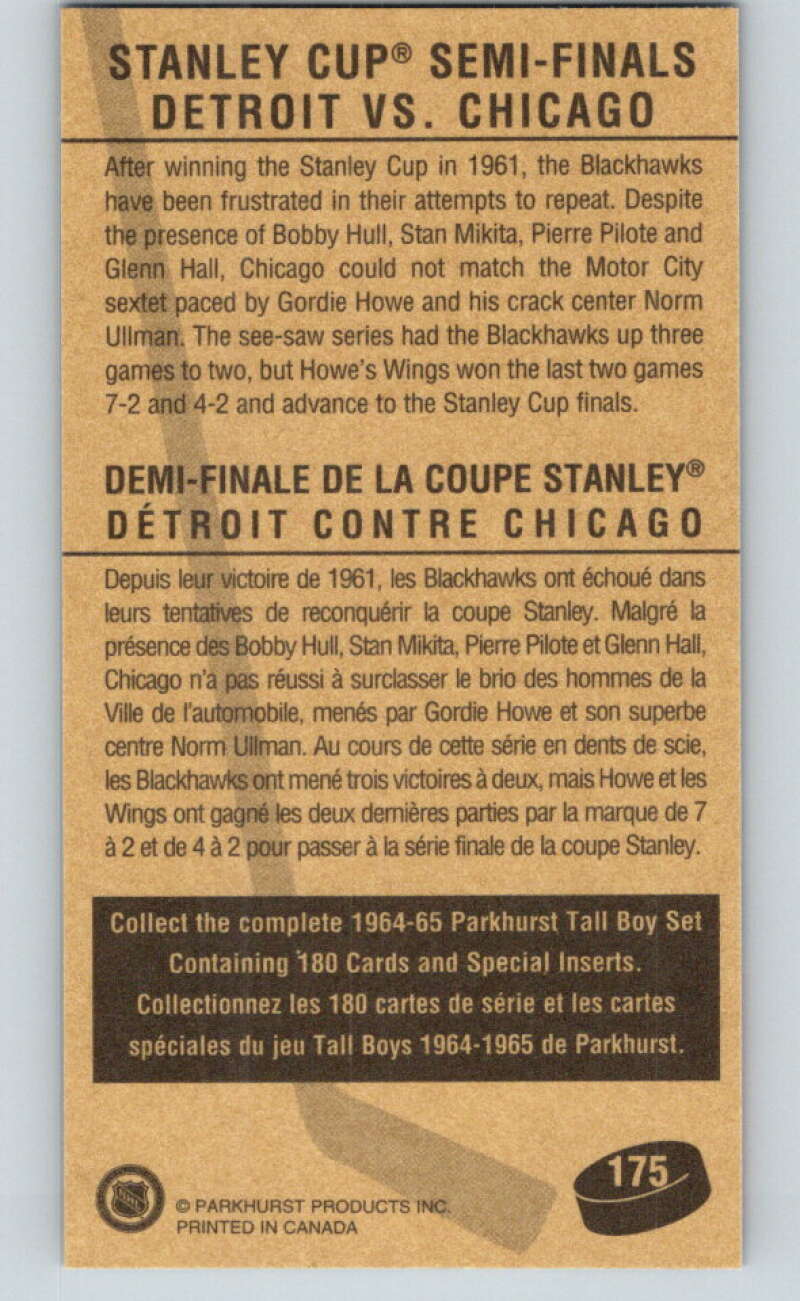 STANLEY CUP® SEMI-FINALS
DETROIT VS. CHICAGO
After winning the Stanley Cup in 1961, the Blackhawks
have been frustrated in their attempts to repeat. Despite
the presence of Bobby Hull, Stan Mikita, Pierre Pilote and
Glenn Hall, Chicago could not match the Motor City
sextet paced by Gordie Howe and his crack center Norm
Ullman. The see-saw series had the Blackhawks up three
games to two, but Howe's Wings won the last two games
7-2 and 4-2 and advance to the Stanley Cup finals.
DEMI-FINALE DE LA COUPE STANLEY®
DÉTROIT CONTRE CHICAGO
Depuis leur victoire de 1961, les Blackhawks ont échoué dans
leurs tentatives de reconquérir la coupe Stanley. Malgré la
présence des Bobby Hull, Stan Mikita, Pierre Pilote et Glenn Hall,
Chicago n'a pas réussi à surclasser le brio des hommes de la
Ville de l'automobile, menés par Gordie Howe et son superbe
centre Norm Ullman. Au cours de cette série en dents de scie,
les Blackhawks ont mené trois victoires à deux, mais Howe et les
Wings ont gagné les deux dernières parties par la marque de 7
à 2 et de 4 à 2 pour passer à la série finale de la coupe Stanley.
Collect the complete 1964-65 Parkhurst Tall Boy Set
Containing 180 Cards and Special Inserts.
Collectionnez les 180 cartes de série et les cartes
spéciales du jeu Tall Boys 1964-1965 de Parkhurst.
175
NHL
© PARKHURST PRODUCTS INC.
PRINTED IN CANADA